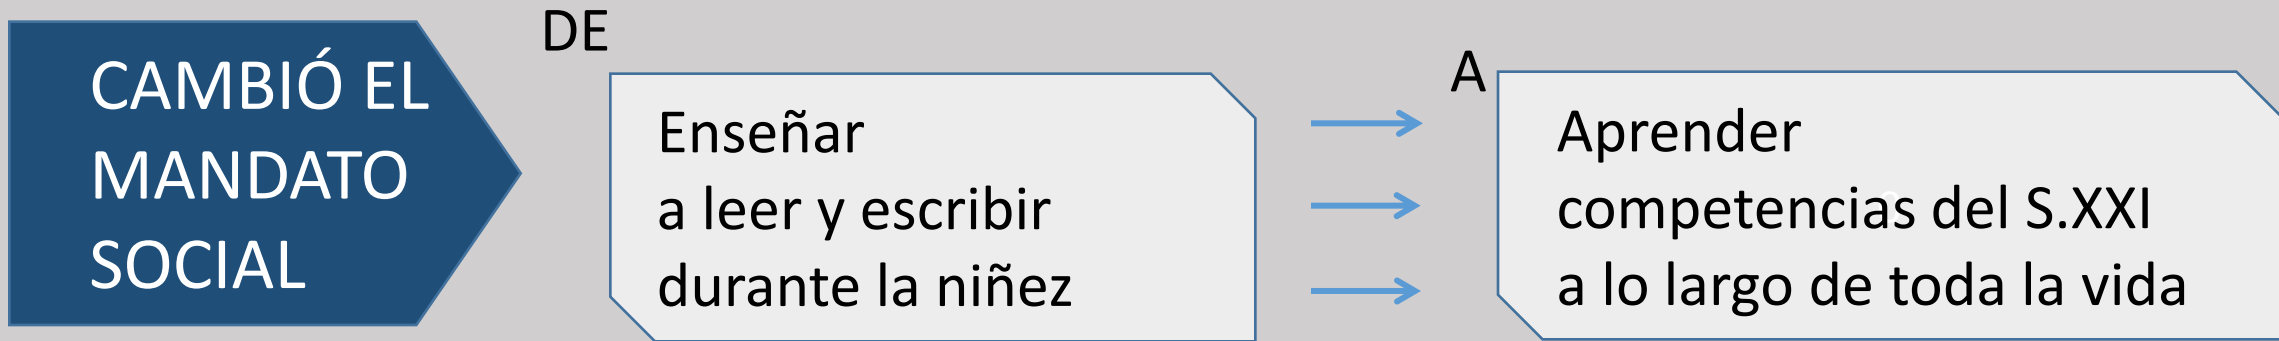 CAMBIÓ EL
MANDATO
SOCIAL
DE
Enseñar
a leer y escribir
durante la niñez
A
Aprender
competencias del S.XXI
a lo largo de toda la vida